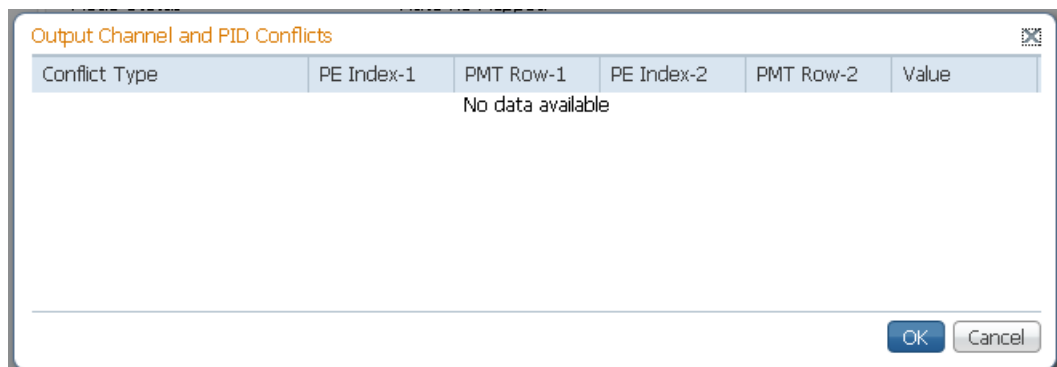 Output Channel and PID Conflicts
Conflict Type PE Index-1 PMT Row-1 PE Index-2 PMT Row-2 Value
No data available
OK Cancel